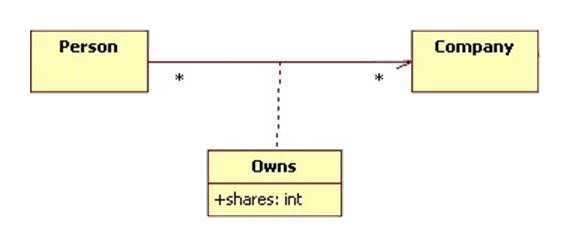 Person
Company
*
*
Owns
+shares: int